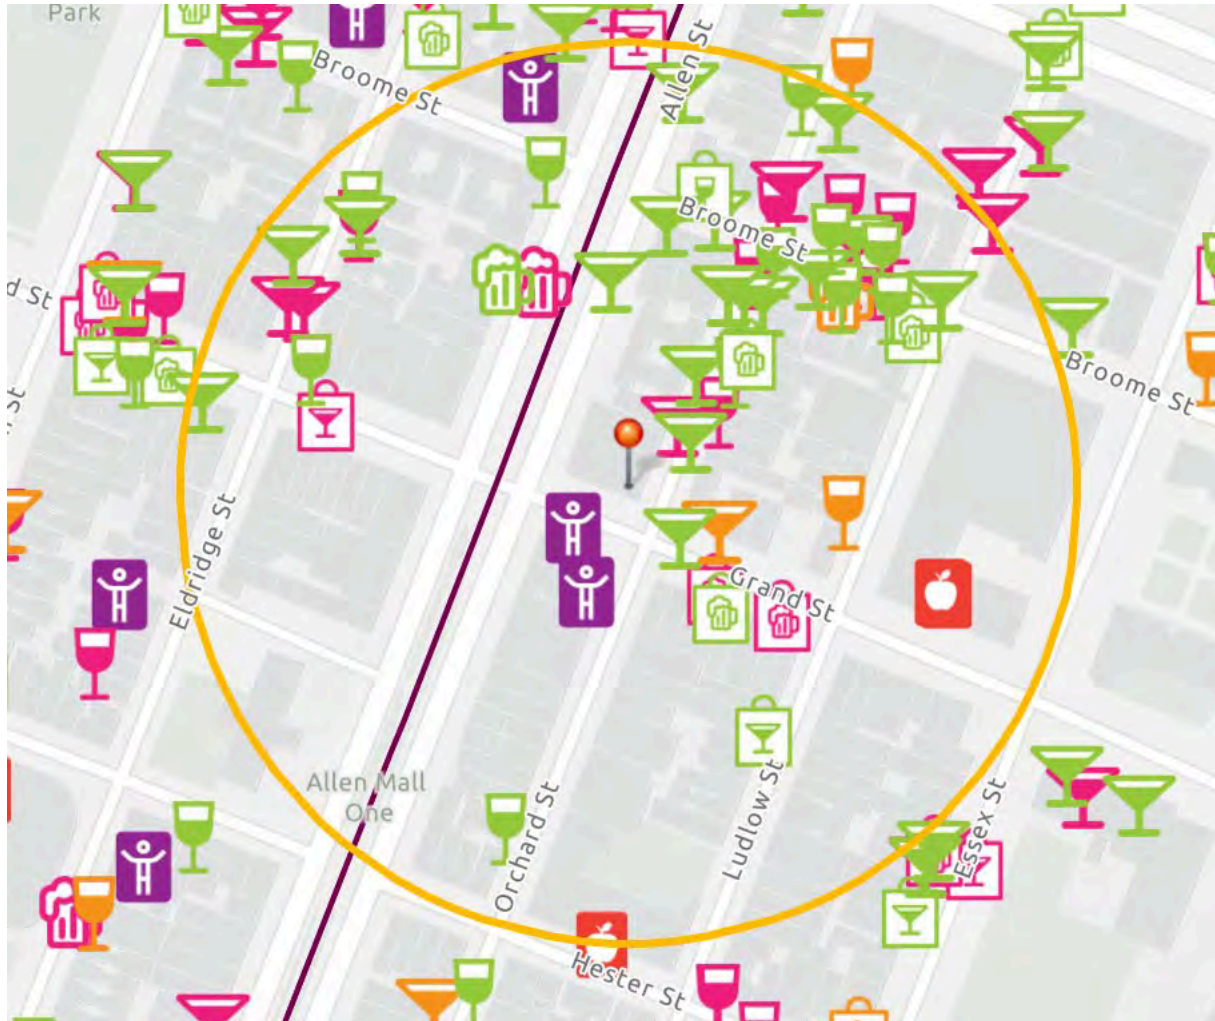 Park
Broome St
Allen St
Broome St
d St
St
Broome St
Eldridge St
Grand St
Allen Mall
One
Orchard St
Ludlow St
Essex St
Hester St